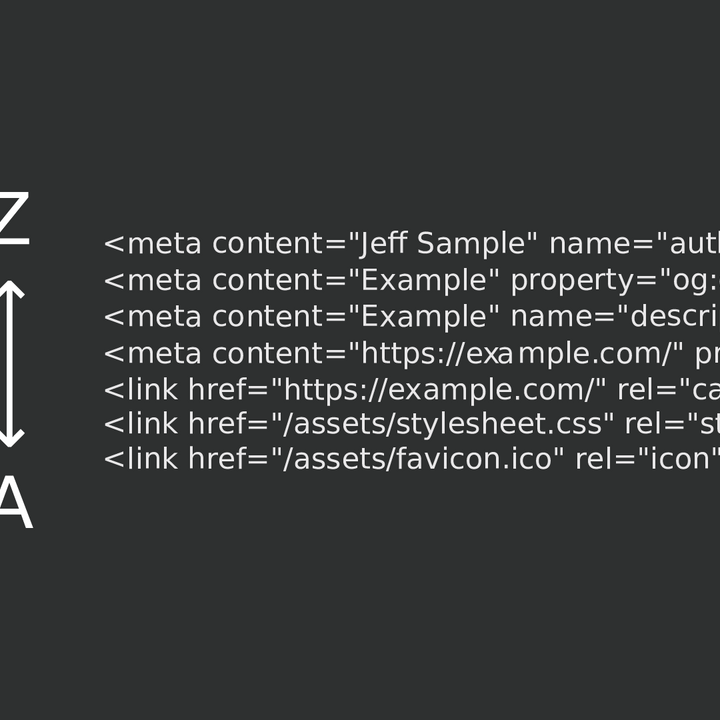 Z
<meta content="Jeff Sample" name="aut
<meta content="Example" property="og:
<meta content="Example" name="descri
<meta content="https://example.com/" pr
<link href="https://example.com/" rel="ca
<link href="/assets/stylesheet.css" rel="st
<link href="/assets/favicon.ico" rel="icon"
A